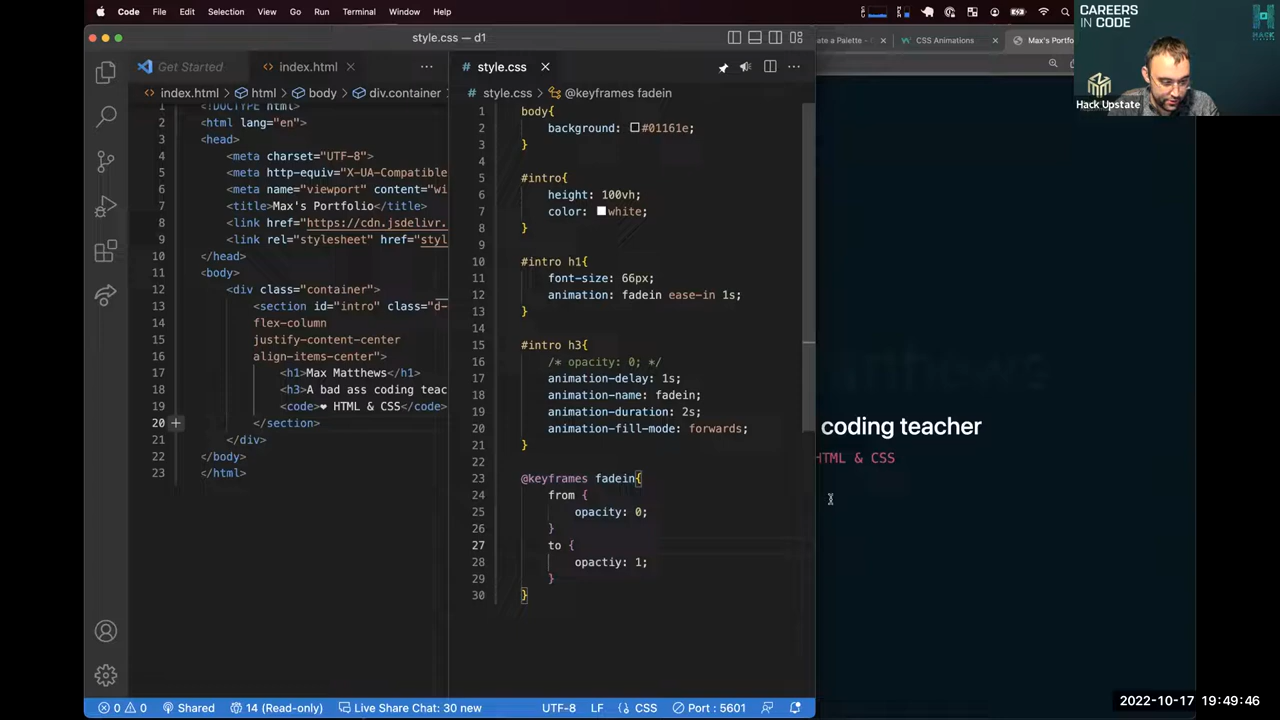 Code File Edit Selection View Go Run Terminal Window Help
CAREERS
IN CODE
Hack Upstate
style.css — d1
Get Started
index.html
style.css
index.html > html > body > div.container
style.css > @keyframes fadein
ate a Palette -
CSS Animations
Max's Portfo
1 <!DOCTYPE html>
2 <html lang="en">
3 <head>
4 <meta charset="UTF-8">
5 <meta http-equiv="X-UA-Compatible
6 <meta name="viewport" content="wi
7 <title>Max's Portfolio</title>
8 <link href="https://cdn.jsdelivr.
9 <link rel="stylesheet" href="styl
10 </head>
11 <body>
12 <div class="container">
13 <section id="intro" class="d-
14 flex-column
15 justify-content-center
16 align-items-center">
17 <h1>Max Matthews</h1>
18 <h3>A bad ass coding teac
19 <code>❤ HTML & CSS</code>
20 </section>
21 </div>
22 </body>
23 </html>
1 body{
2 background: #01161e;
3 }
4
5 #intro{
6 height: 100vh;
7 color: white;
8 }
9
10 #intro h1{
11 font-size: 66px;
12 animation: fadein ease-in 1s;
13 }
14
15 #intro h3{
16 /* opacity: 0; */
17 animation-delay: 1s;
18 animation-name: fadein;
19 animation-duration: 2s;
20 animation-fill-mode: forwards;
21 }
22
23 @keyframes fadein{
24 from {
25 opacity: 0;
26 }
27 to {
28 opactiy: 1;
29 }
30 }
coding teacher
HTML & CSS
0 0 Shared 14 (Read-only) Live Share Chat: 30 new UTF-8 LF {} CSS Port : 5601
2022-10-17 19:49:46